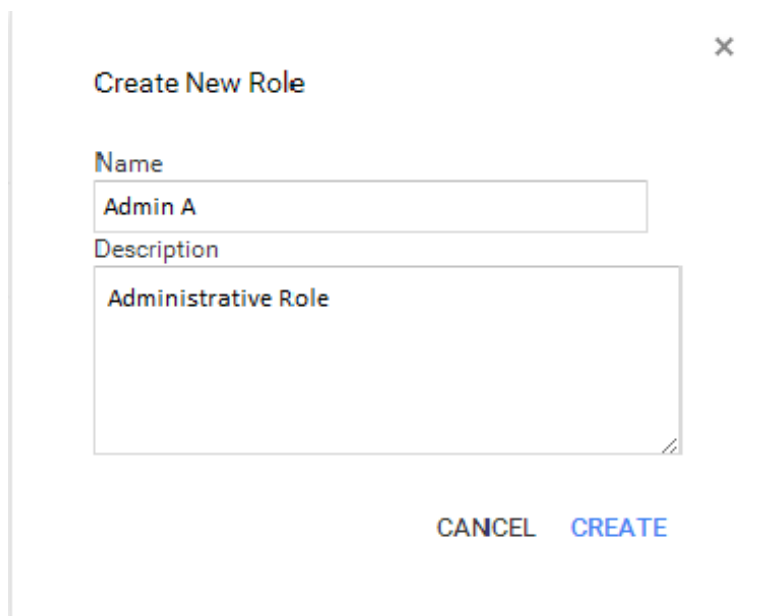 Create New Role
Name
Admin A
Description
Administrative Role
CANCEL CREATE